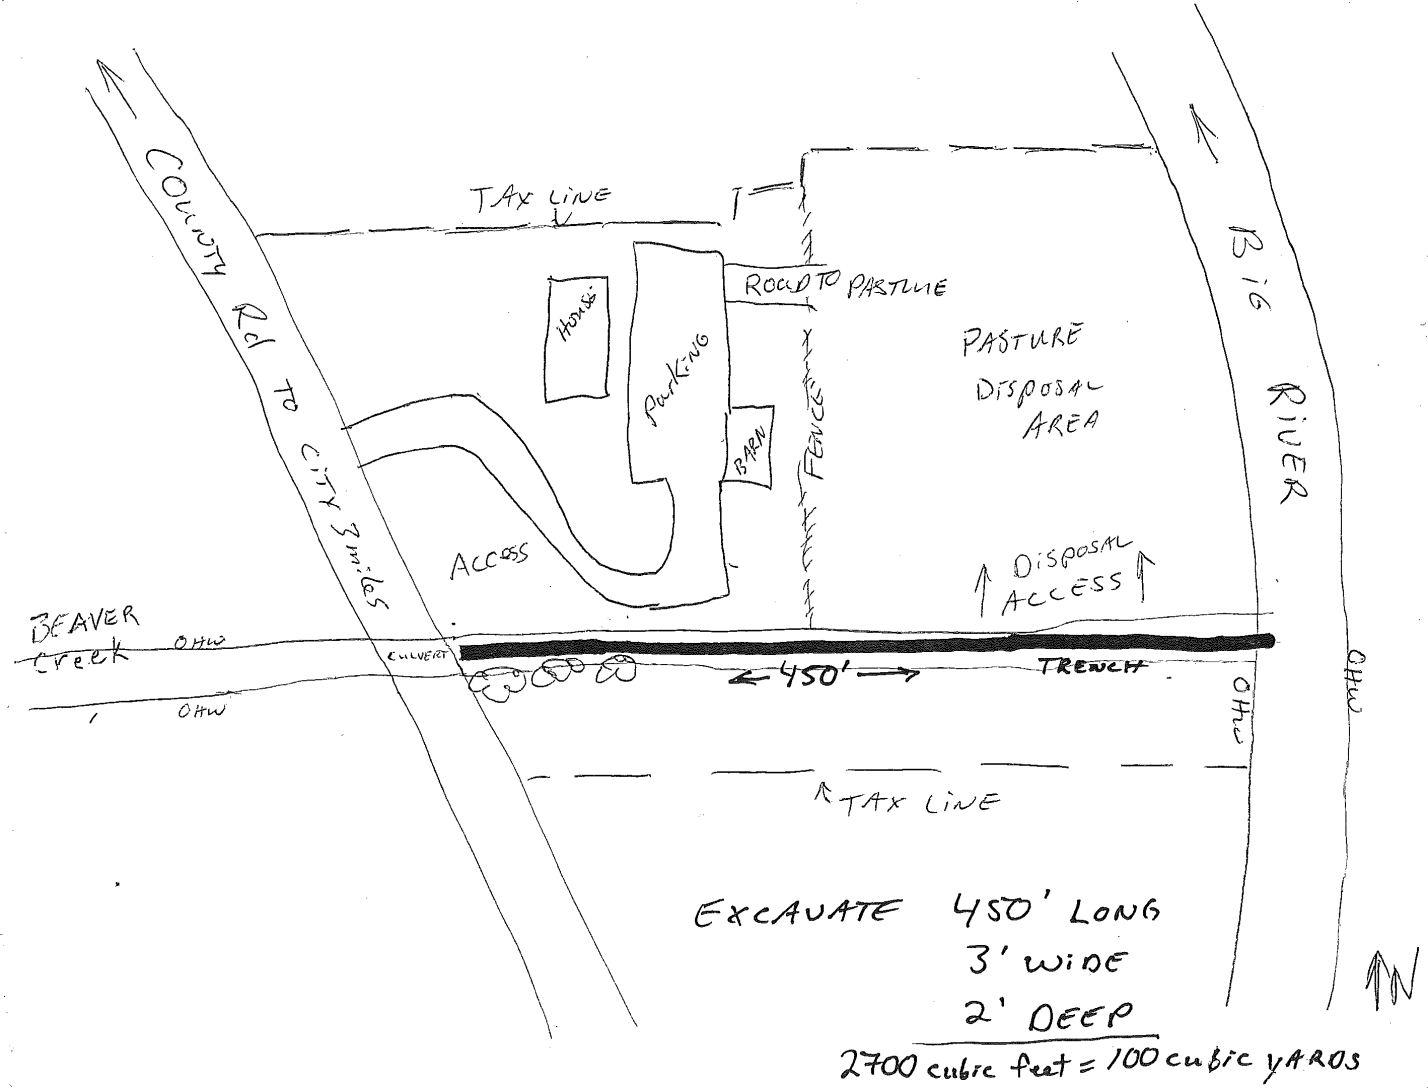 TAX LINE
COUNTY Rd TO CITY 3 miles
BIG RIVER
House
Parking
ROAD TO PASTURE
PASTURE
DISPOSAL
AREA
FENCE
BARN
ACCESS
DISPOSAL
ACCESS
BEAVER
Creek
OHW
OHW
CULVERT
← 450' →
TRENCH
OHW
OHW
TAX LINE
EXCAVATE 450' LONG
3' WIDE
2' DEEP
2700 cubic feet = 100 cubic YARDS
N